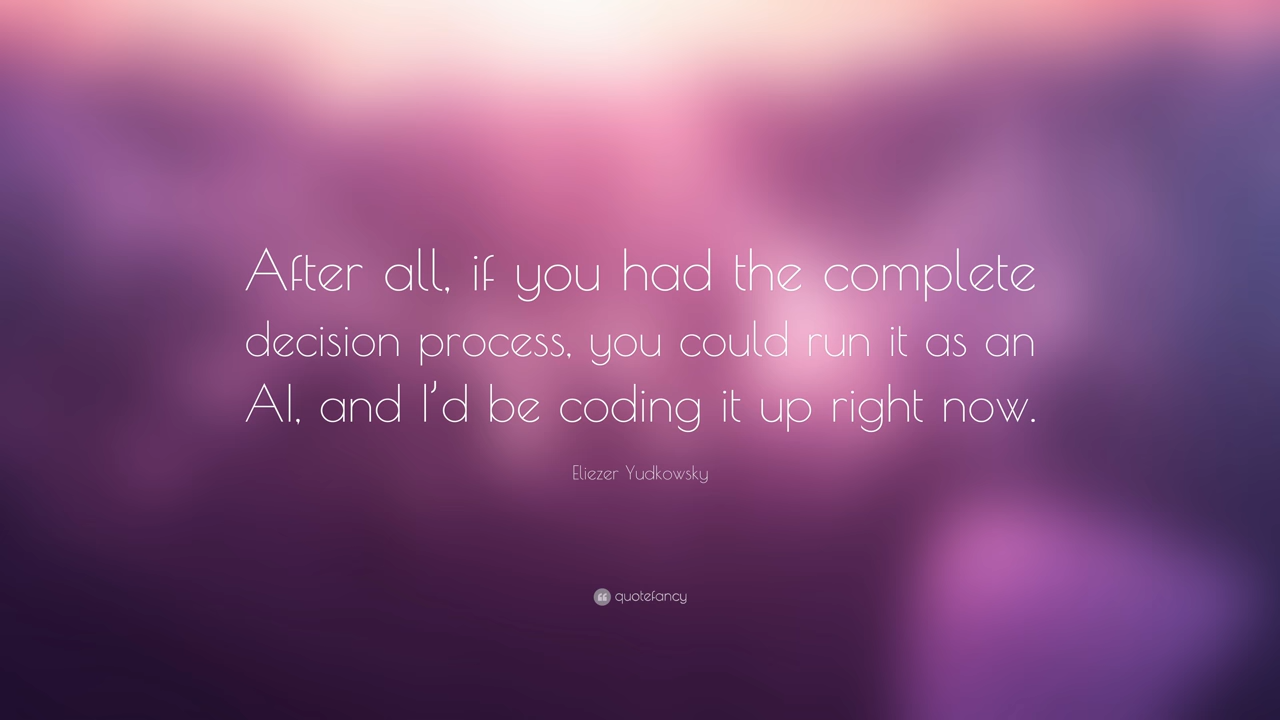 After all, if you had the complete
decision process, you could run it as an
AI, and I’d be coding it up right now.
Eliezer Yudkowsky
quotefancy